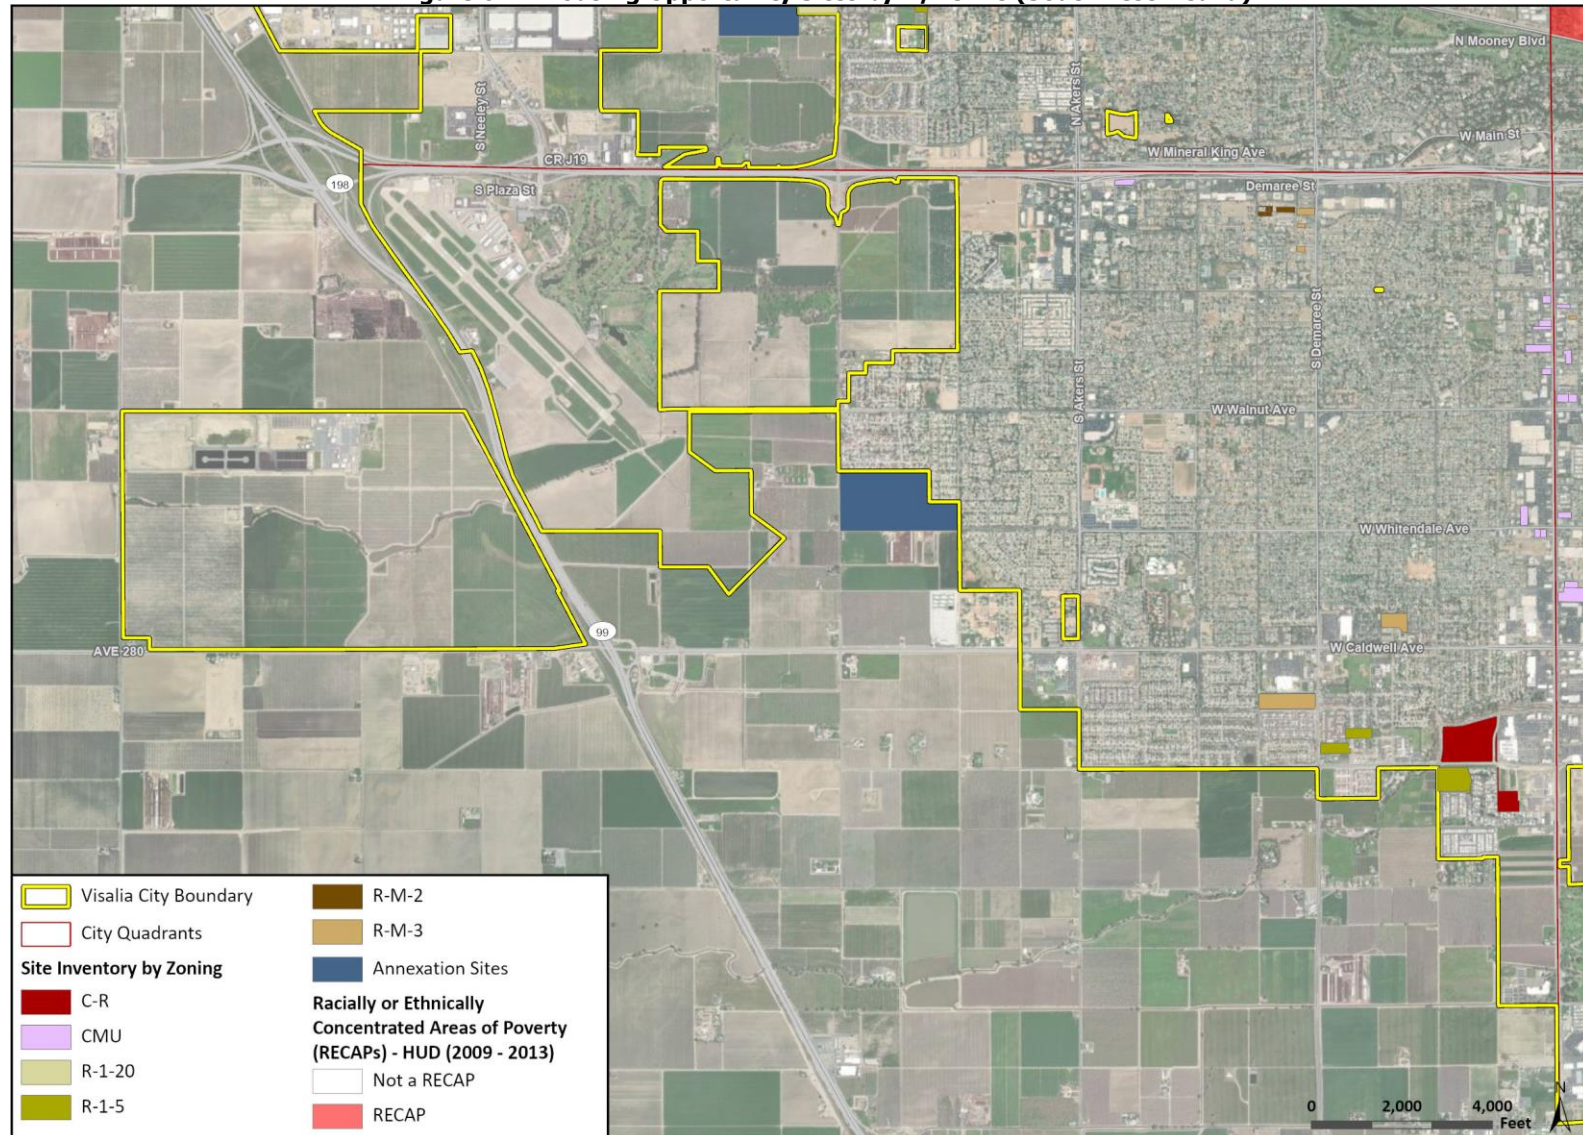 N Mooney Blvd
N Akers St
S Neeley St
W Main St
W Mineral King Ave
CR J19
198
S Plaza St
Demaree St
S Demaree St
S Akers St
W Walnut Ave
W Whitendale Ave
99
AVE 280
W Caldwell Ave
Visalia City Boundary
City Quadrants
Site Inventory by Zoning
C-R
CMU
R-1-20
R-1-5
R-M-2
R-M-3
Annexation Sites
Racially or Ethnically
Concentrated Areas of Poverty
(RECAPs) - HUD (2009 - 2013)
Not a RECAP
RECAP
N
0 2,000 4,000
Feet